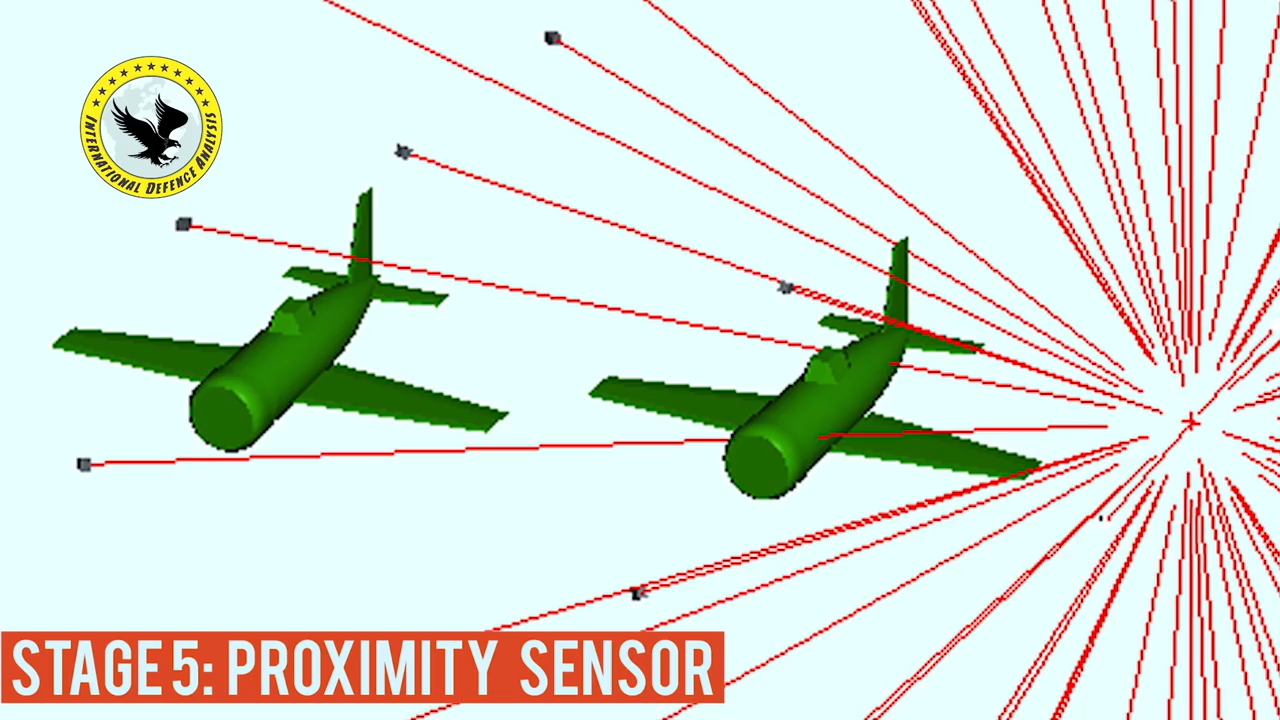 INTERNATIONAL DEFENCE ANALYSIS
STAGE 5: PROXIMITY SENSOR